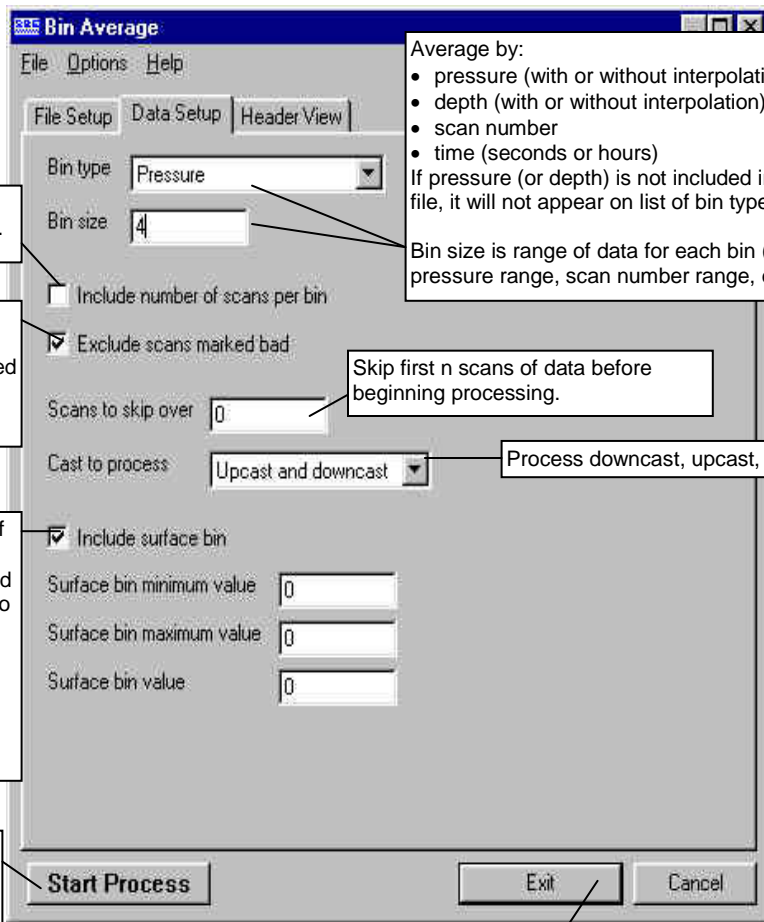 SBE Bin Average
File Options Help
File Setup Data Setup Header View
Average by:
• pressure (with or without
• depth (with or without interpolation)
• scan number
• time (seconds or hours)
If pressure (or depth) is not included
file, it will not appear on list of bin
Bin size is range of data for each bin
pressure range, scan number range,
Bin type Pressure
Bin size 4
Include number of scans per bin
Exclude scans marked bad
Skip first n scans of data before
beginning processing.
Scans to skip over 0
Cast to process Upcast and downcast
Process downcast, upcast,
Include surface bin
Surface bin minimum value 0
Surface bin maximum value 0
Surface bin value 0
Start Process Exit Cancel